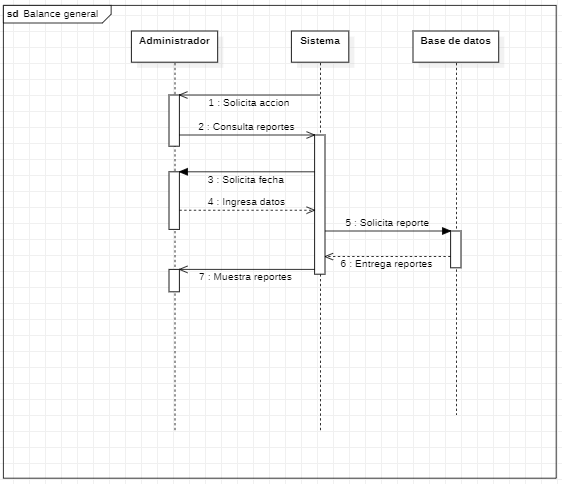 sd Balance general
Administrador
Sistema
Base de datos
1 : Solicita accion
2 : Consulta reportes
3 : Solicita fecha
4 : Ingresa datos
5 : Solicita reporte
6 : Entrega reportes
7 : Muestra reportes